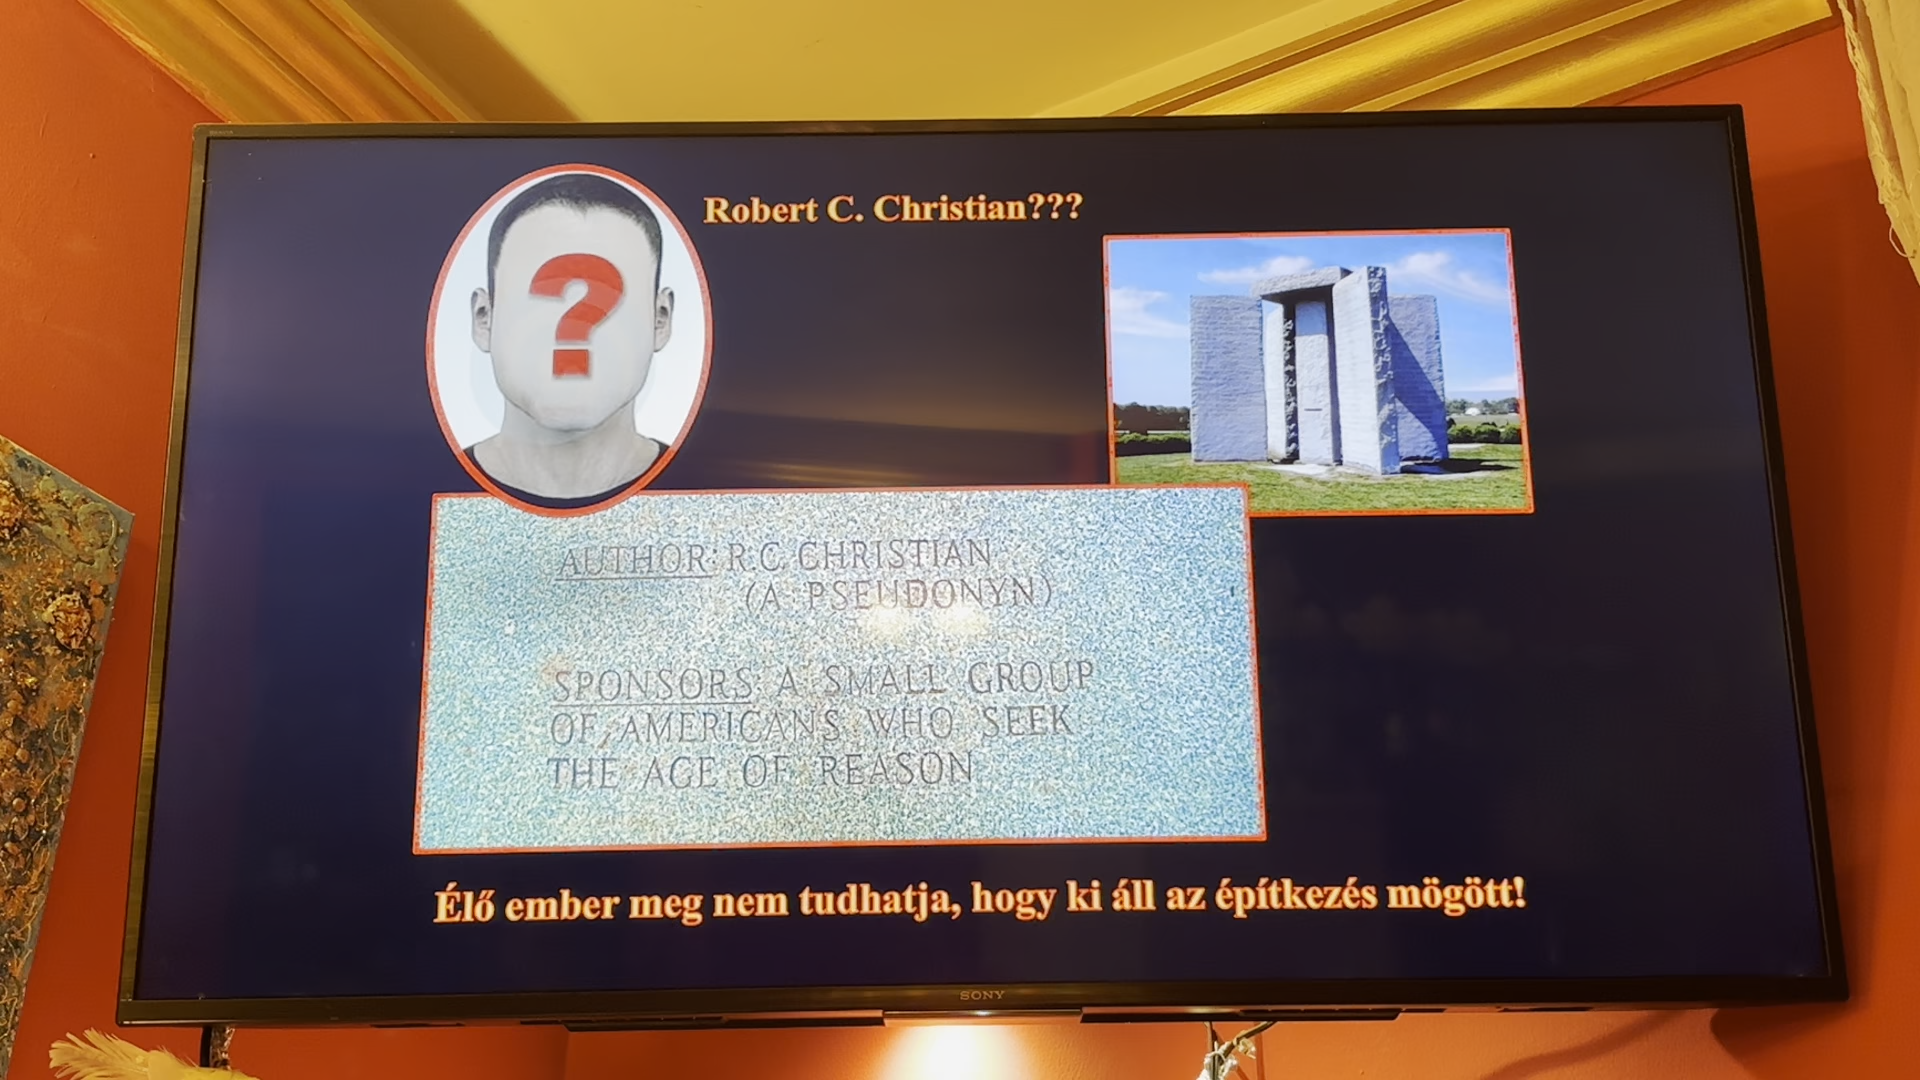 Robert C. Christian???
?
AUTHOR: R.C. CHRISTIAN
(A PSEUDONYN)
SPONSORS: A SMALL GROUP
OF AMERICANS WHO SEEK
THE AGE OF REASON
Élő ember meg nem tudhatja, hogy ki áll az építkezés mögött!
SONY